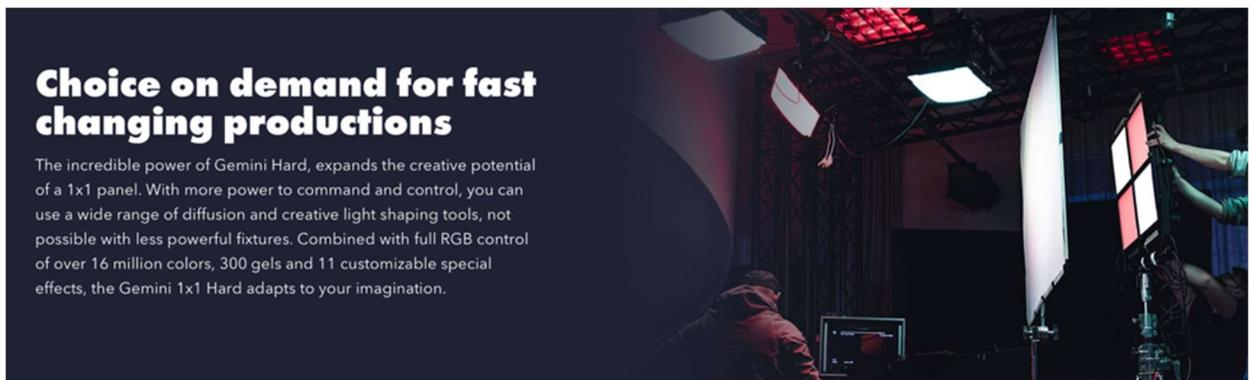 Choice on demand for fast
changing productions
The incredible power of Gemini Hard, expands the creative potential
of a 1x1 panel. With more power to command and control, you can
use a wide range of diffusion and creative light shaping tools, not
possible with less powerful fixtures. Combined with full RGB control
of over 16 million colors, 300 gels and 11 customizable special
effects, the Gemini 1x1 Hard adapts to your imagination.